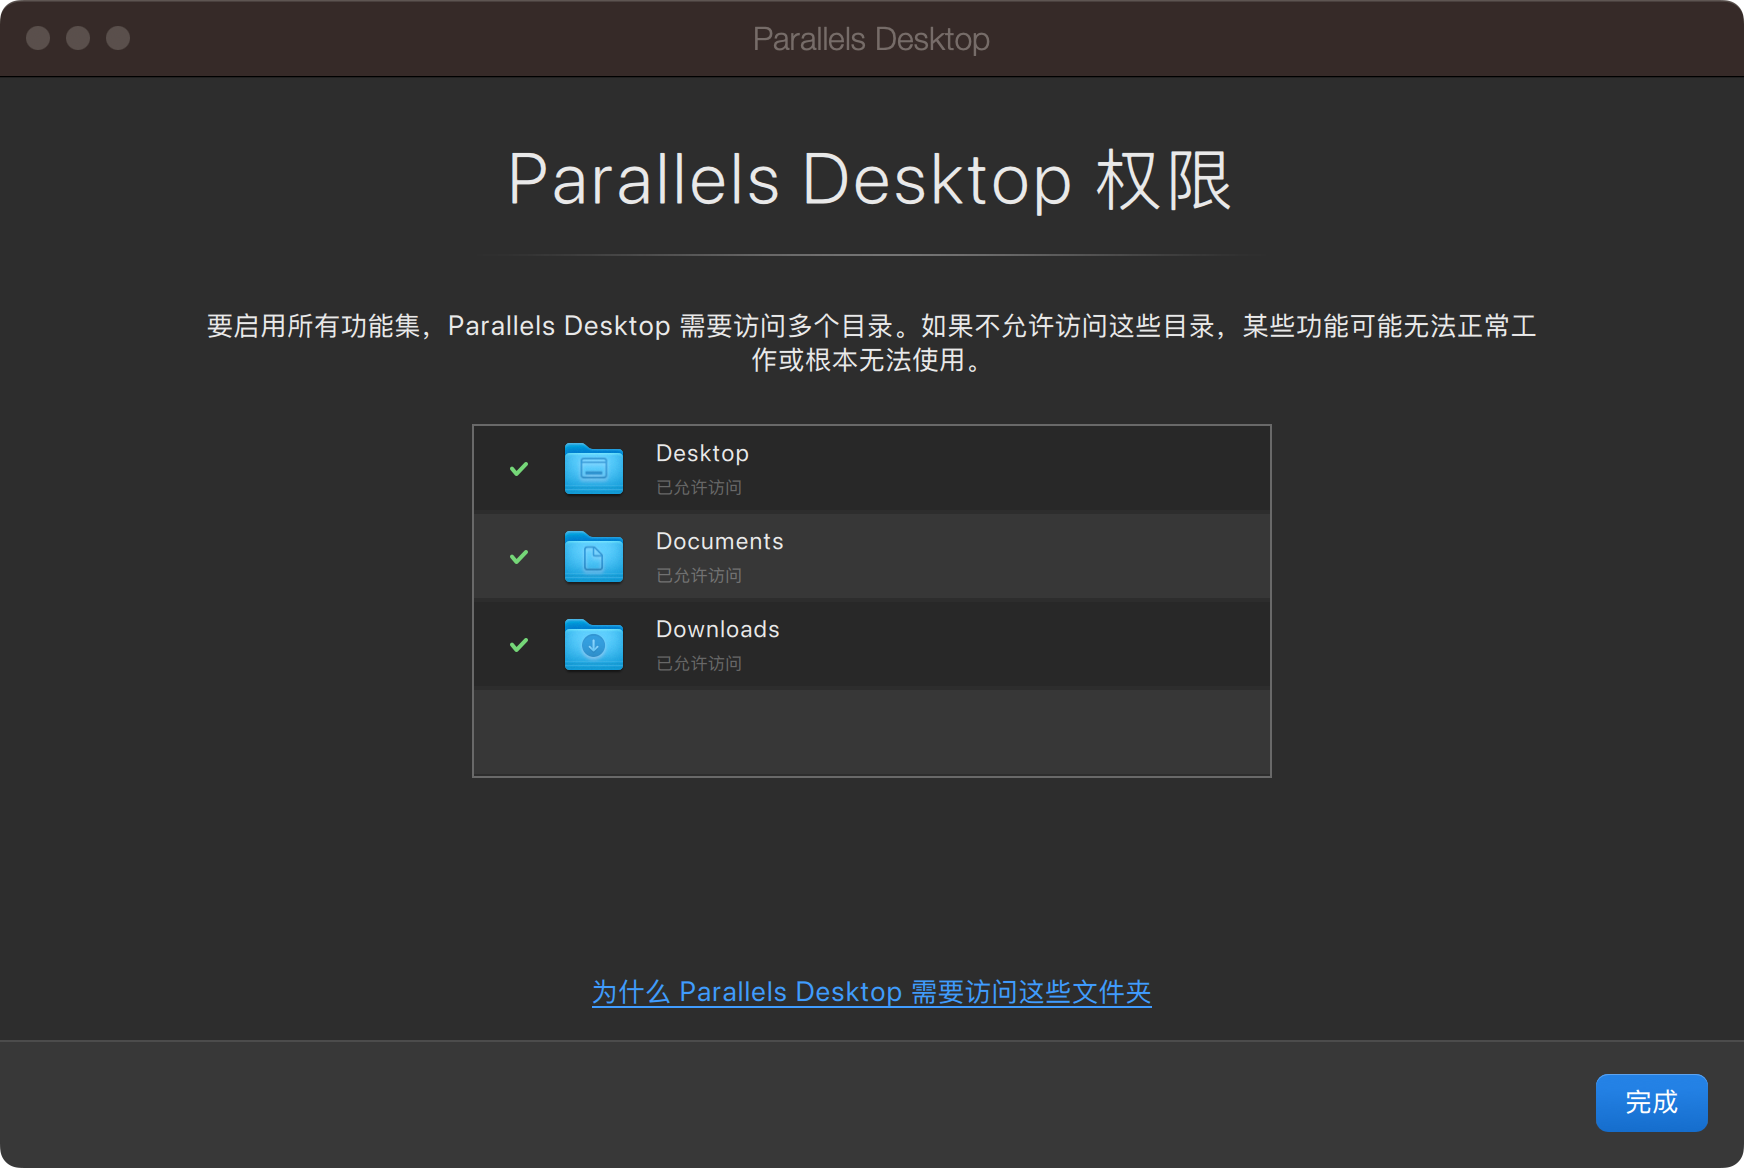 Parallels Desktop
Parallels Desktop 权限
要启用所有功能集，Parallels Desktop 需要访问多个目录。如果不允许访问这些目录，某些功能可能无法正常工
作或根本无法使用。
Desktop
已允许访问
Documents
已允许访问
Downloads
已允许访问
为什么 Parallels Desktop 需要访问这些文件夹
完成